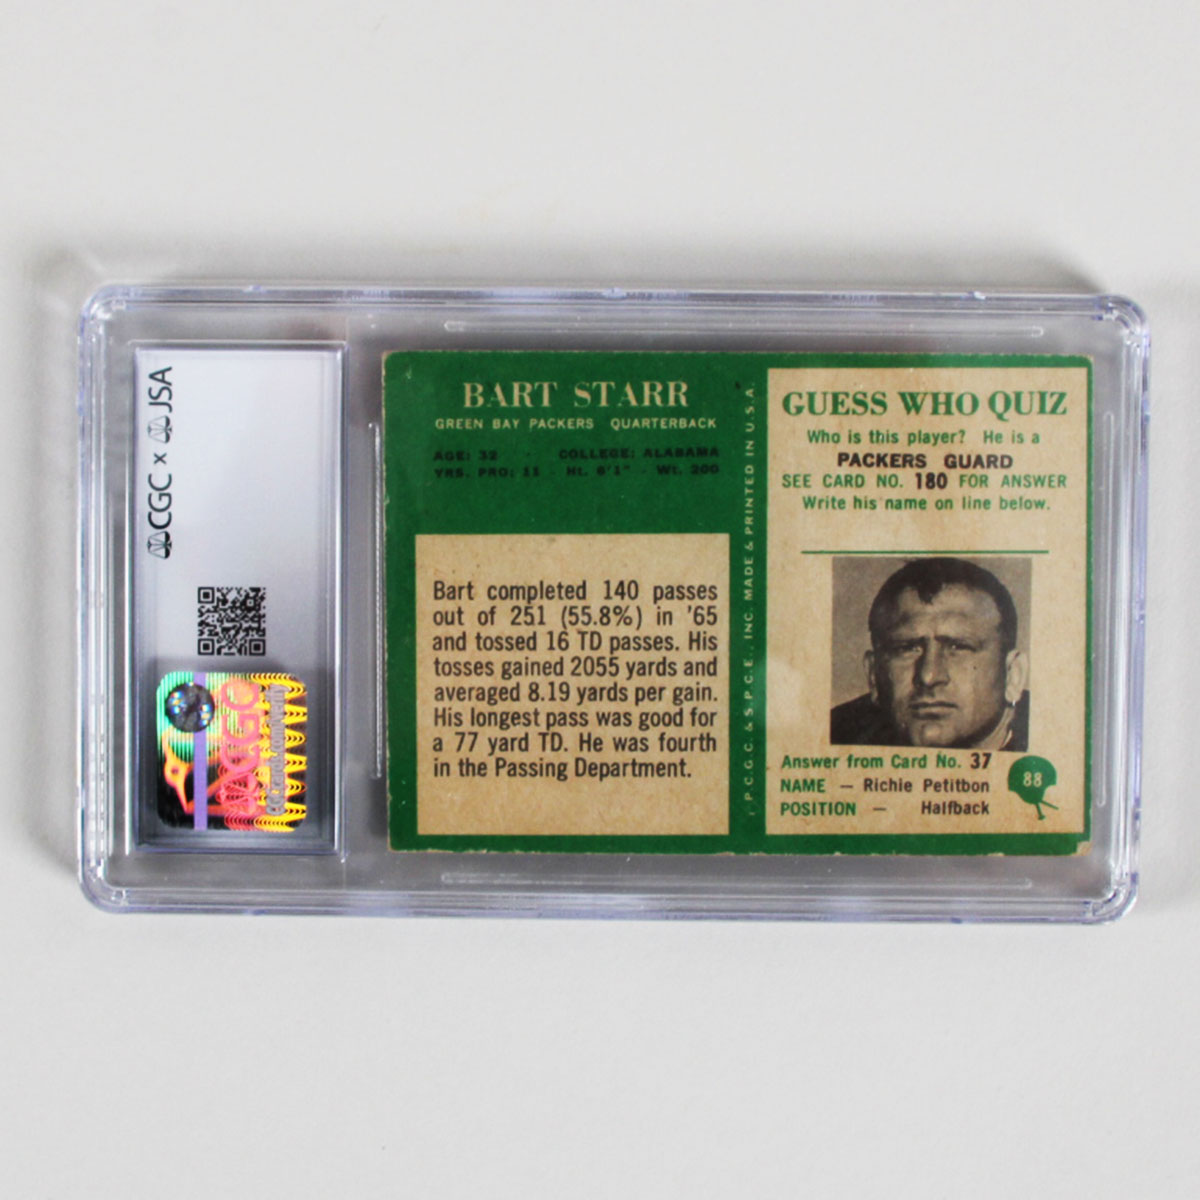 CGC x JSA
BART STARR
GREEN BAY PACKERS QUARTERBACK
AGE: 32 COLLEGE: ALABAMA
YRS. PRO: 11 - Ht. 6'1" - Wt. 200
Bart completed 140 passes
out of 251 (55.8%) in '65
and tossed 16 TD passes. His
tosses gained 2055 yards and
averaged 8.19 yards per gain.
His longest pass was good for
a 77 yard TD. He was fourth
in the Passing Department.
P.C.G.C. & S.P.C.E., INC. MADE & PRINTED IN U.S.A.
GUESS WHO QUIZ
Who is this player? He is a
PACKERS GUARD
SEE CARD NO. 180 FOR ANSWER
Write his name on line below.
Answer from Card No. 37
NAME — Richie Petitbon
POSITION — Halfback
88